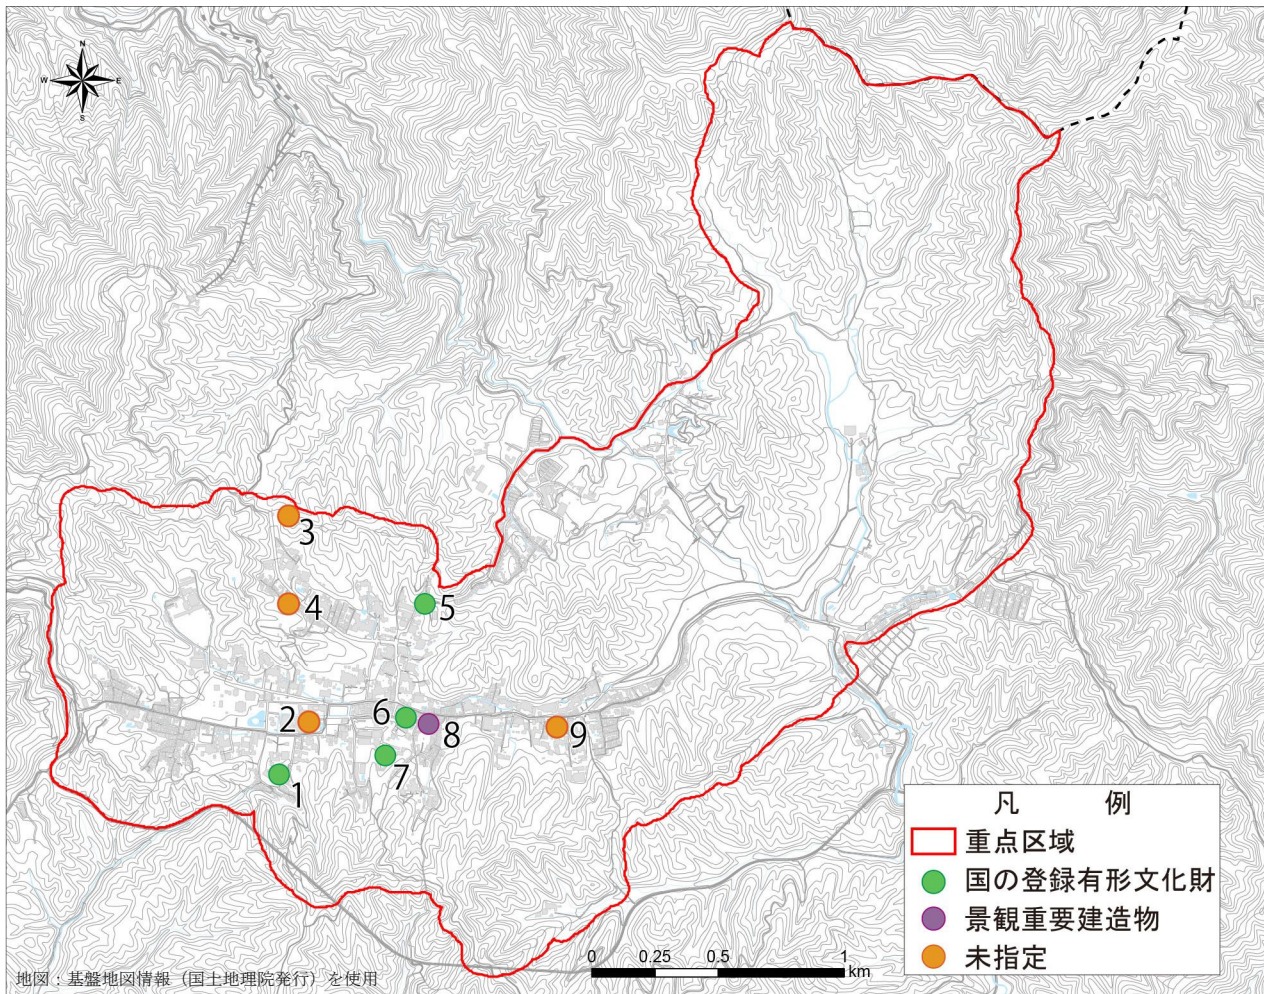 N
W E
S
3
4
5
2
6
8
9
7
1
凡 例
重点区域
国の登録有形文化財
景観重要建造物
未指定
0 0.25 0.5 1
km
地図：基盤地図情報（国土地理院発行）を使用